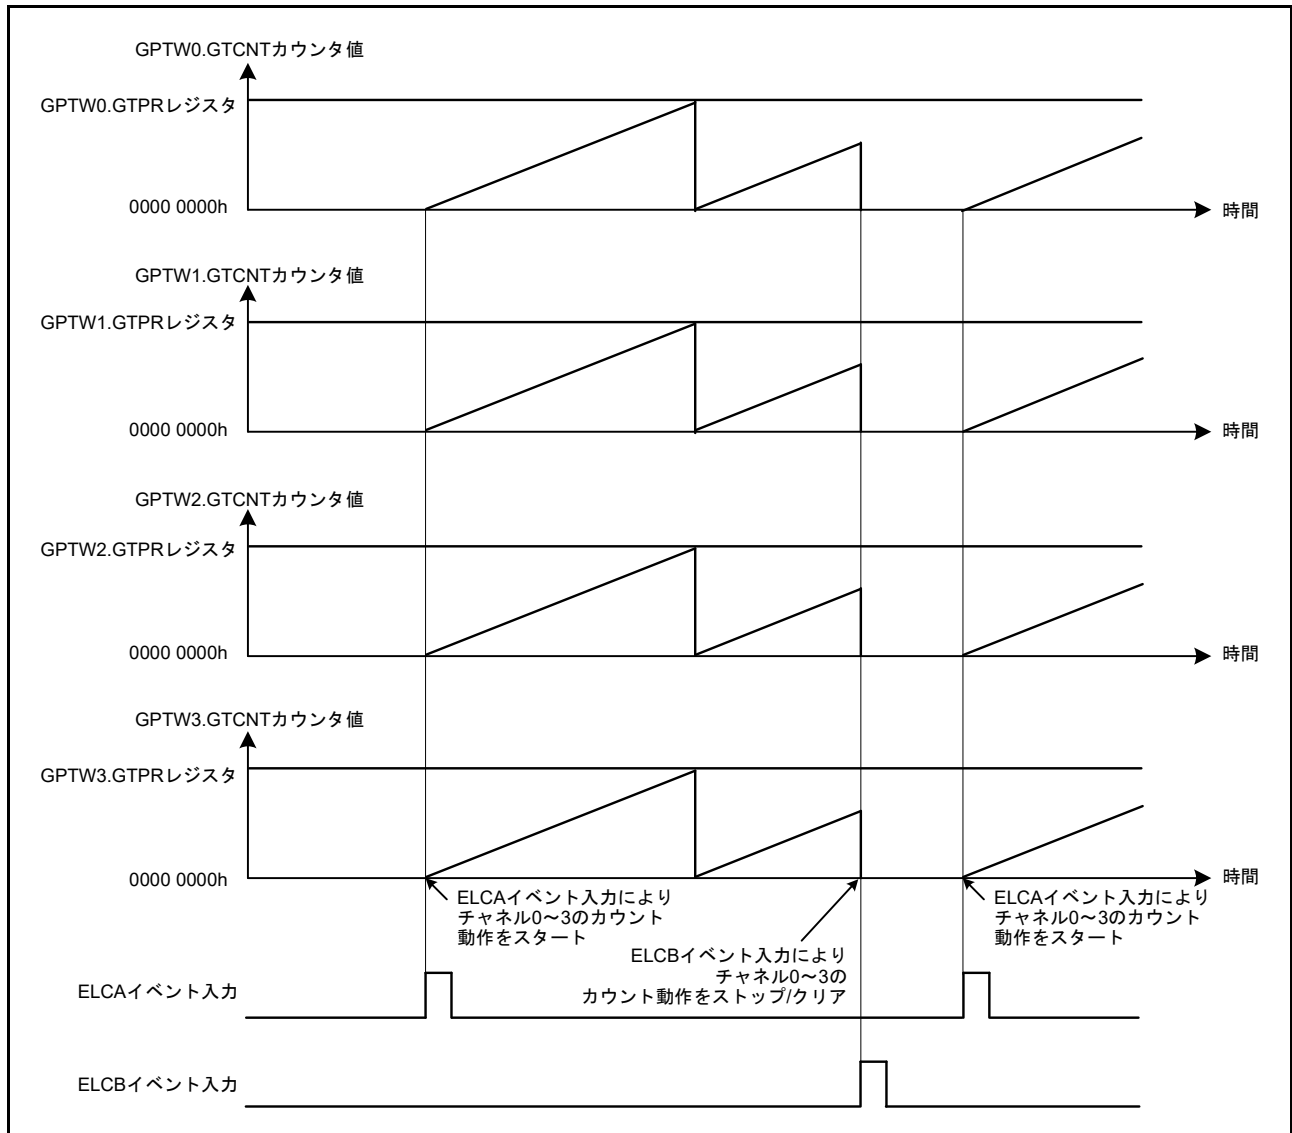 GPTW0.GTCNTカウンタ値
GPTW0.GTPRレジスタ
0000 0000h
時間
GPTW1.GTCNTカウンタ値
GPTW1.GTPRレジスタ
0000 0000h
時間
GPTW2.GTCNTカウンタ値
GPTW2.GTPRレジスタ
0000 0000h
時間
GPTW3.GTCNTカウンタ値
GPTW3.GTPRレジスタ
0000 0000h
時間
ELCAイベント入力により
チャネル0～3のカウント
動作をスタート
ELCBイベント入力により
チャネル0～3の
カウント動作をストップ/クリア
ELCAイベント入力により
チャネル0～3のカウント
動作をスタート
ELCAイベント入力
ELCBイベント入力